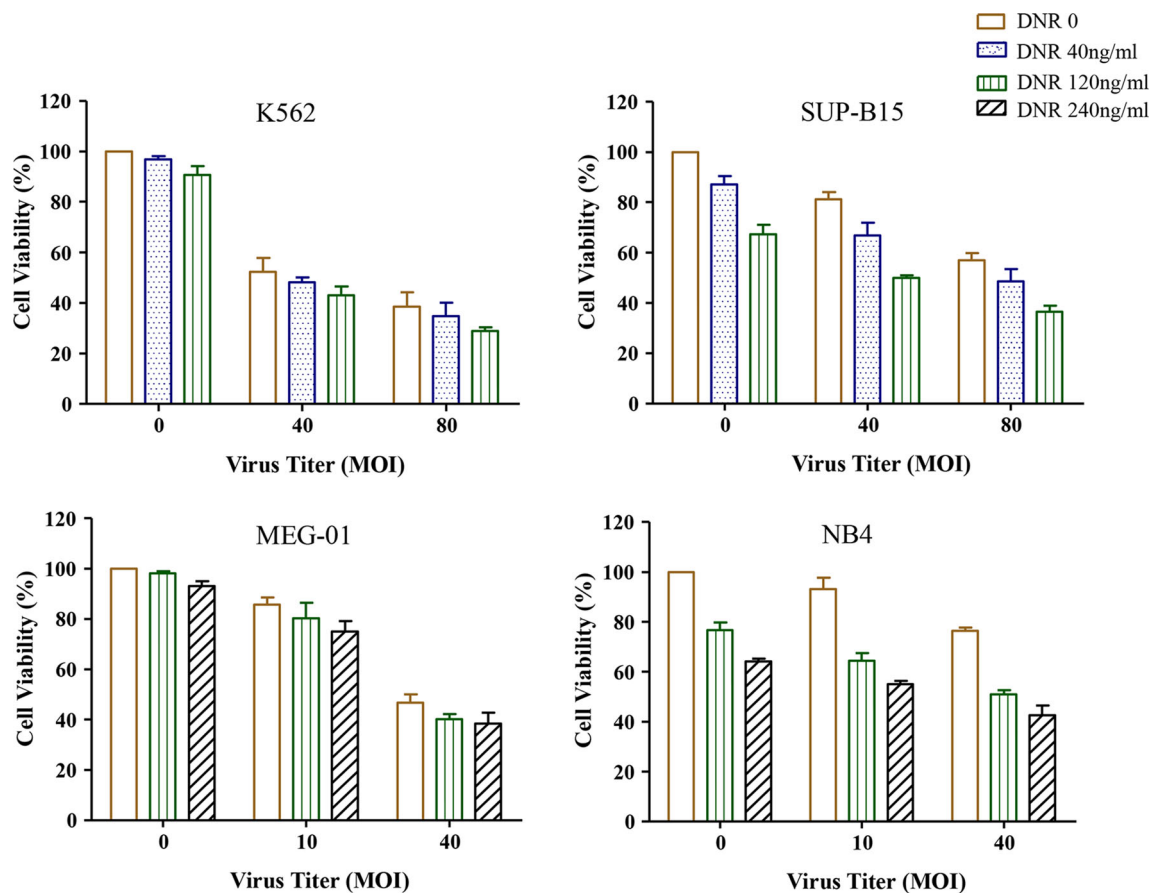 DNR 0
DNR 40ng/ml
DNR 120ng/ml
DNR 240ng/ml
K562
120
100
80
60
40
20
0
Cell Viability (%)
0 40 80
Virus Titer (MOI)
SUP-B15
120
100
80
60
40
20
0
Cell Viability (%)
0 40 80
Virus Titer (MOI)
MEG-01
120
100
80
60
40
20
0
Cell Viability (%)
0 10 40
Virus Titer (MOI)
NB4
120
100
80
60
40
20
0
Cell Viability (%)
0 10 40
Virus Titer (MOI)